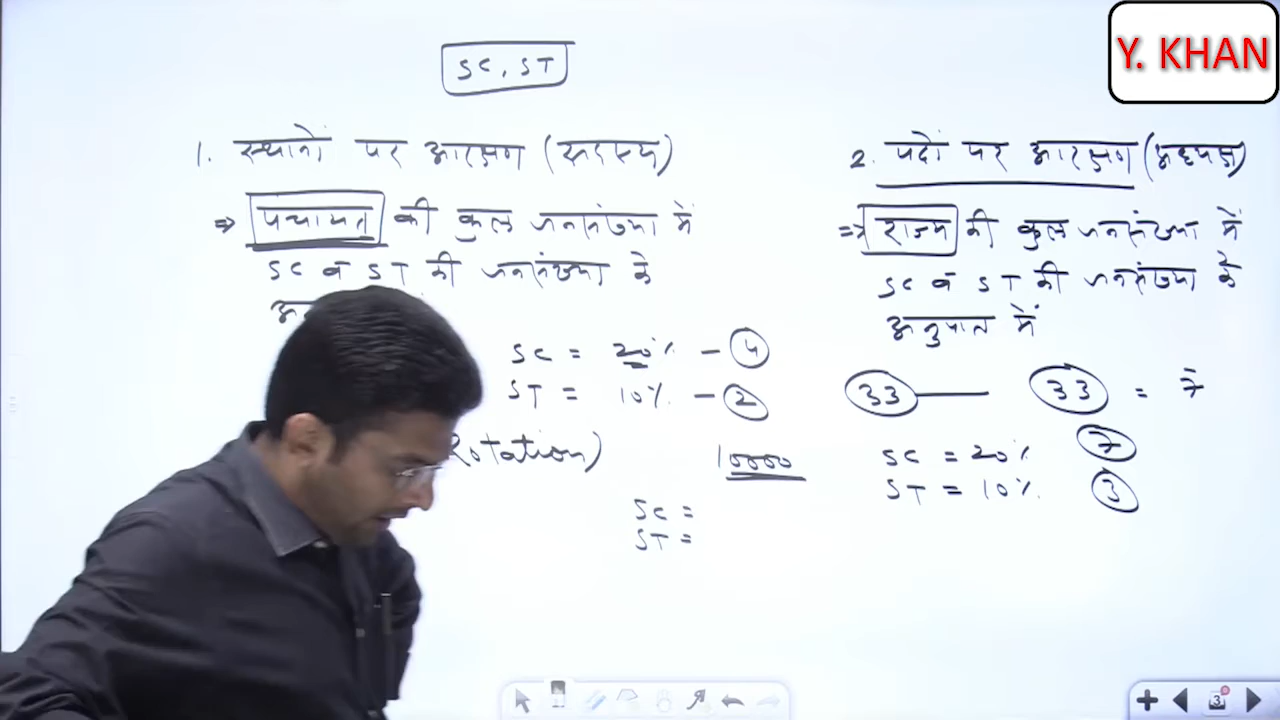 Y. KHAN
SC, ST
1. स्थानों पर आरक्षण (सदस्य)
⇒ पंचायत की कुल जनसंख्या में
SC व ST की जनसंख्या के
SC = 20% – 4
ST = 10% – 2
Rotation)
10000
SC =
ST =
2. पदों पर आरक्षण (अध्यक्ष)
⇒ राज्य की कुल जनसंख्या में
SC व ST की जनसंख्या के
अनुपात में
33 — 33 =
SC = 20% 7
ST = 10% 3
3